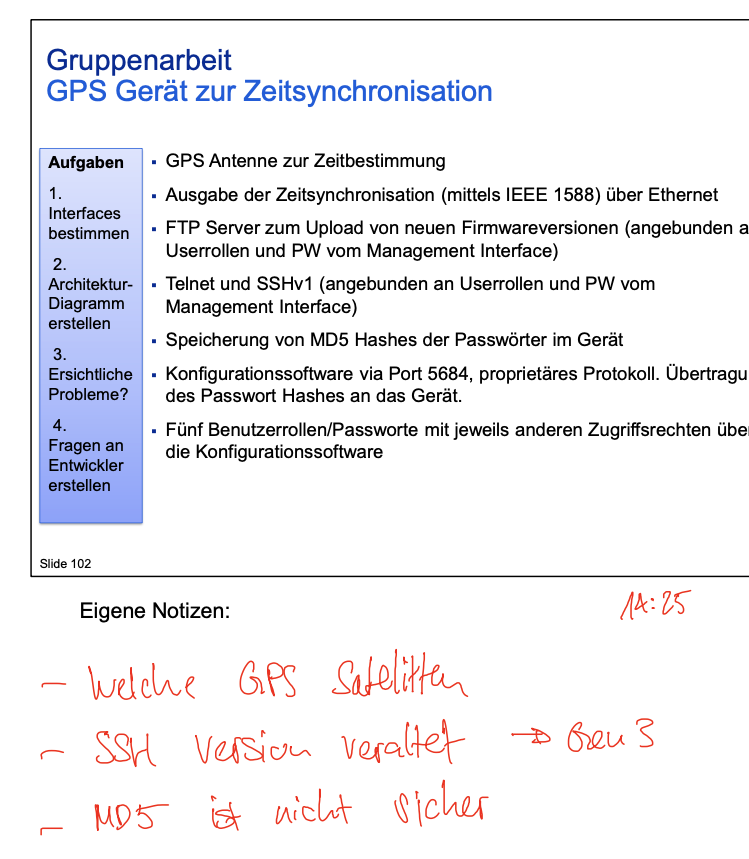 Gruppenarbeit
GPS Gerät zur Zeitsynchronisation
Aufgaben
1.
Interfaces
bestimmen
2.
Architektur-
Diagramm
erstellen
3.
Ersichtliche
Probleme?
4.
Fragen an
Entwickler
erstellen
▪ GPS Antenne zur Zeitbestimmung
▪ Ausgabe der Zeitsynchronisation (mittels IEEE 1588) über Ethernet
▪ FTP Server zum Upload von neuen Firmwareversionen (angebunden a
Userrollen und PW vom Management Interface)
▪ Telnet und SSHv1 (angebunden an Userrollen und PW vom
Management Interface)
▪ Speicherung von MD5 Hashes der Passwörter im Gerät
▪ Konfigurationssoftware via Port 5684, proprietäres Protokoll. Übertragu
des Passwort Hashes an das Gerät.
▪ Fünf Benutzerrollen/Passworte mit jeweils anderen Zugriffsrechten übe
die Konfigurationssoftware
Slide 102
Eigene Notizen:
14:25
– Welche GPS Satelitten
– SSH version veraltet → Gen 3
– MD5 ist nicht sicher